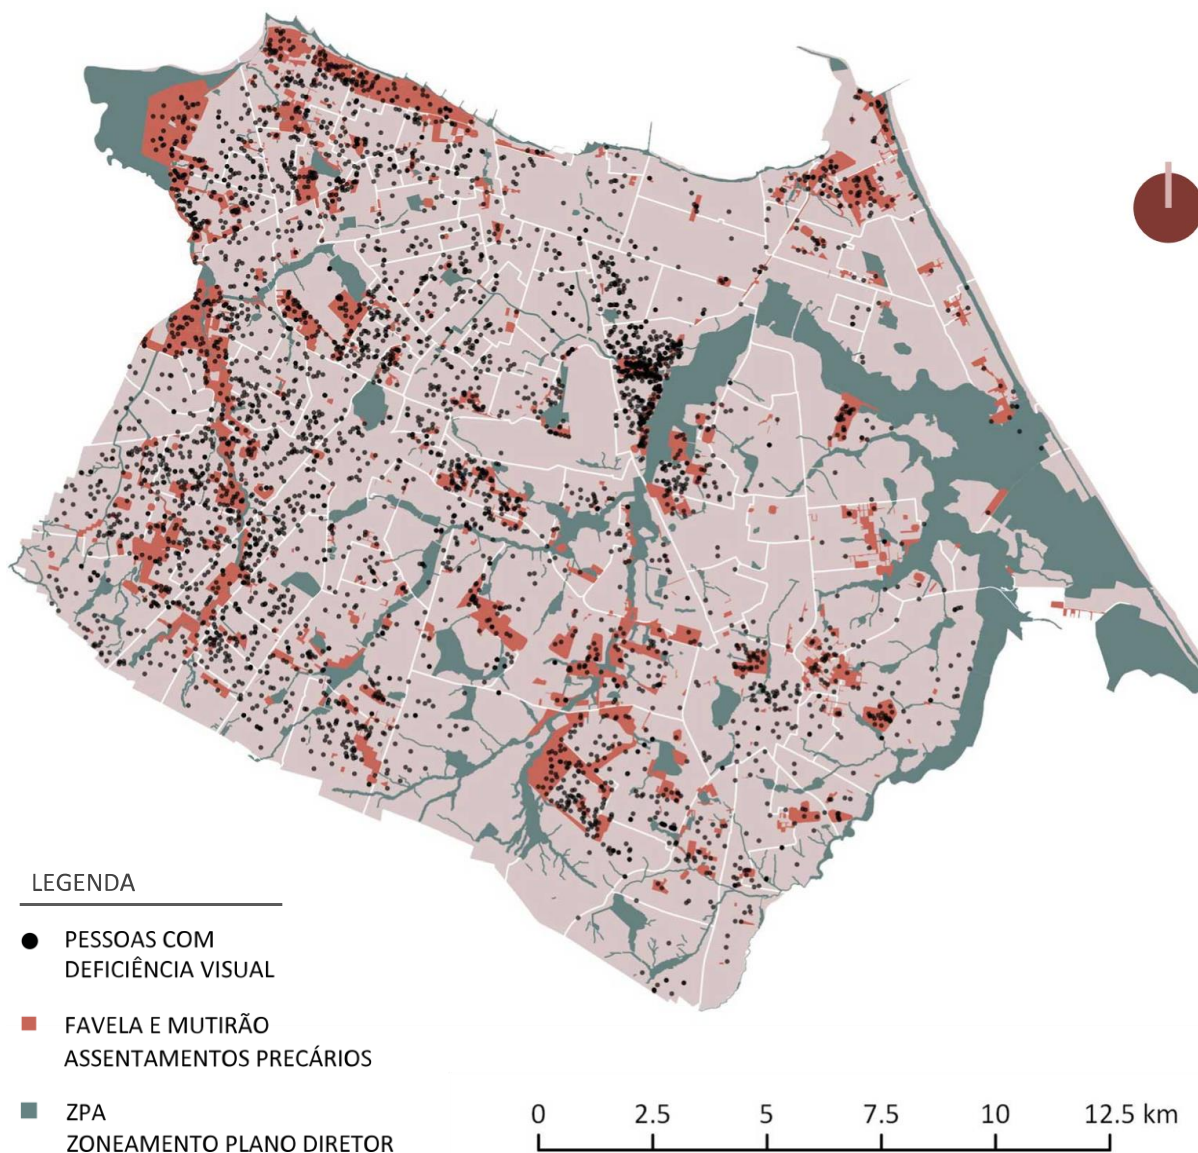 LEGENDA
PESSOAS COM
DEFICIÊNCIA VISUAL
FAVELA E MUTIRÃO
ASSENTAMENTOS PRECÁRIOS
ZPA
ZONEAMENTO PLANO DIRETOR
0 2.5 5 7.5 10 12.5 km